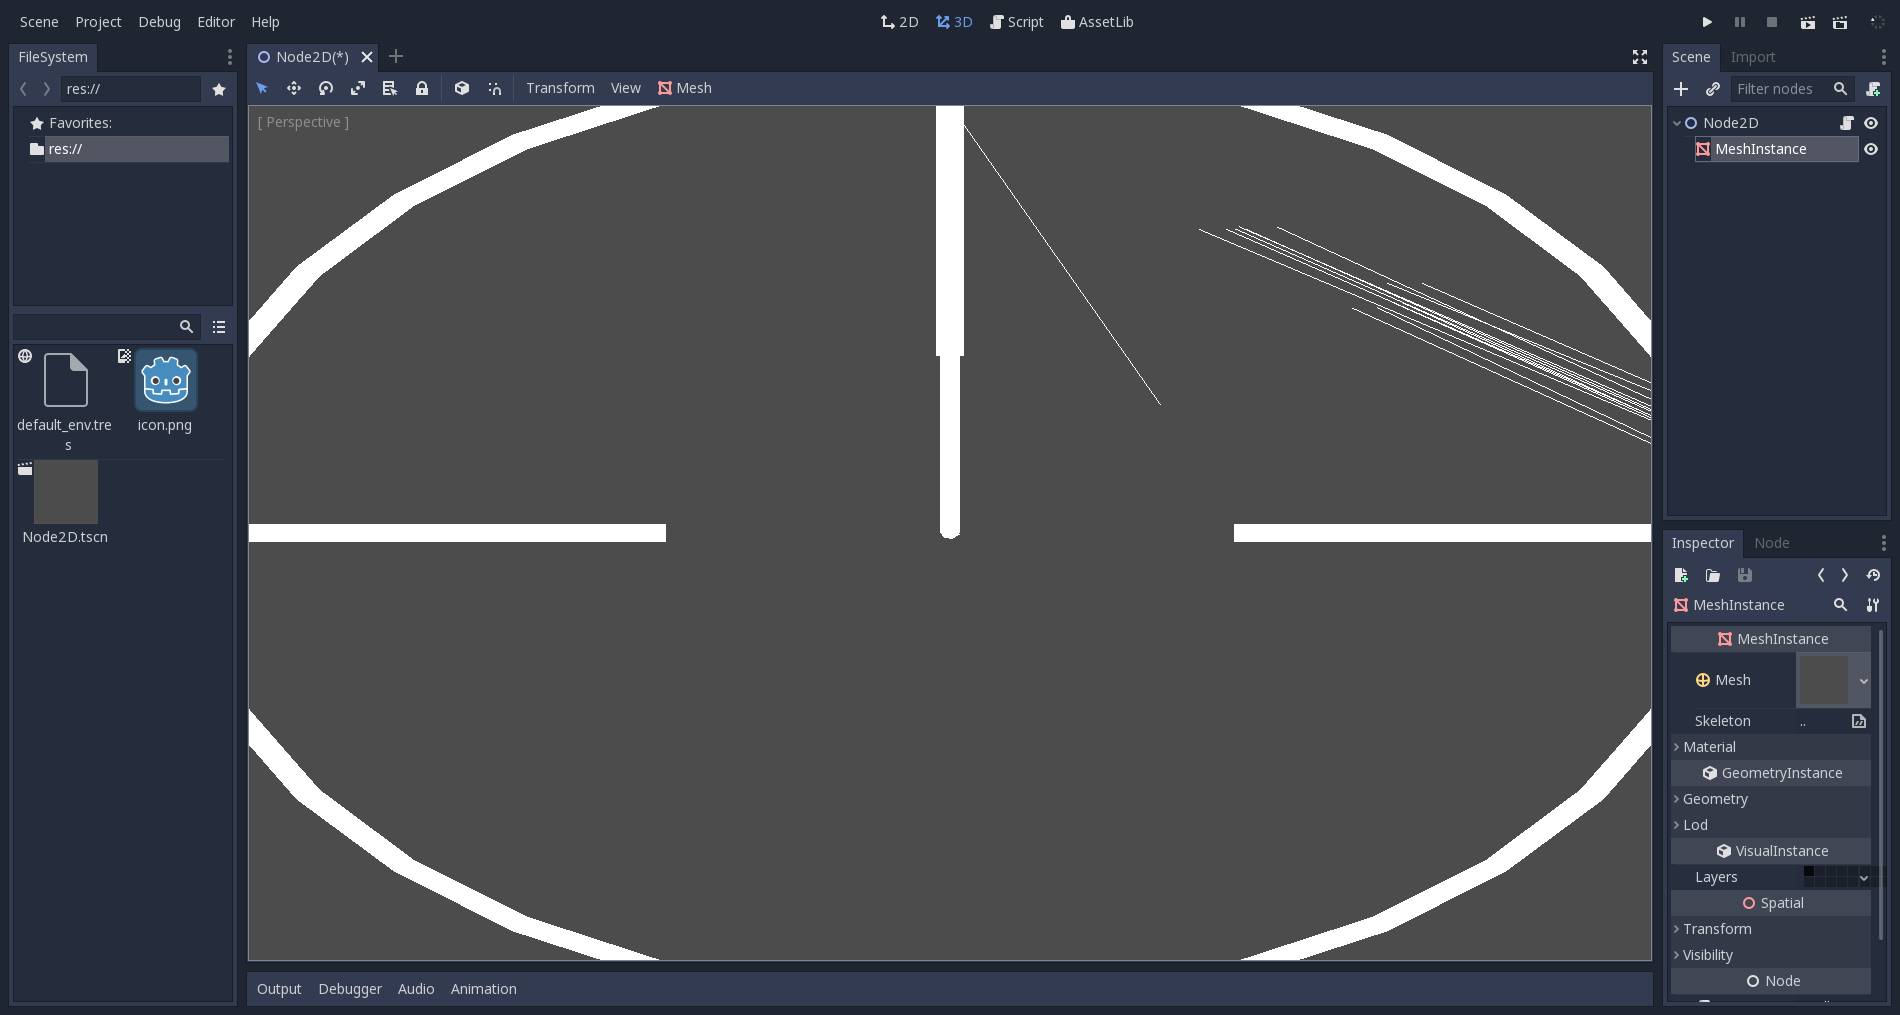 Scene Project Debug Editor Help
2D 3D Script AssetLib
FileSystem
res://
Favorites:
res://
default_env.tre
s
icon.png
Node2D.tscn
Node2D(*)
Transform View Mesh
[ Perspective ]
Output Debugger Audio Animation
Scene Import
Filter nodes
Node2D
MeshInstance
Inspector Node
MeshInstance
MeshInstance
Mesh
Skeleton ..
Material
GeometryInstance
Geometry
Lod
VisualInstance
Layers
Spatial
Transform
Visibility
Node